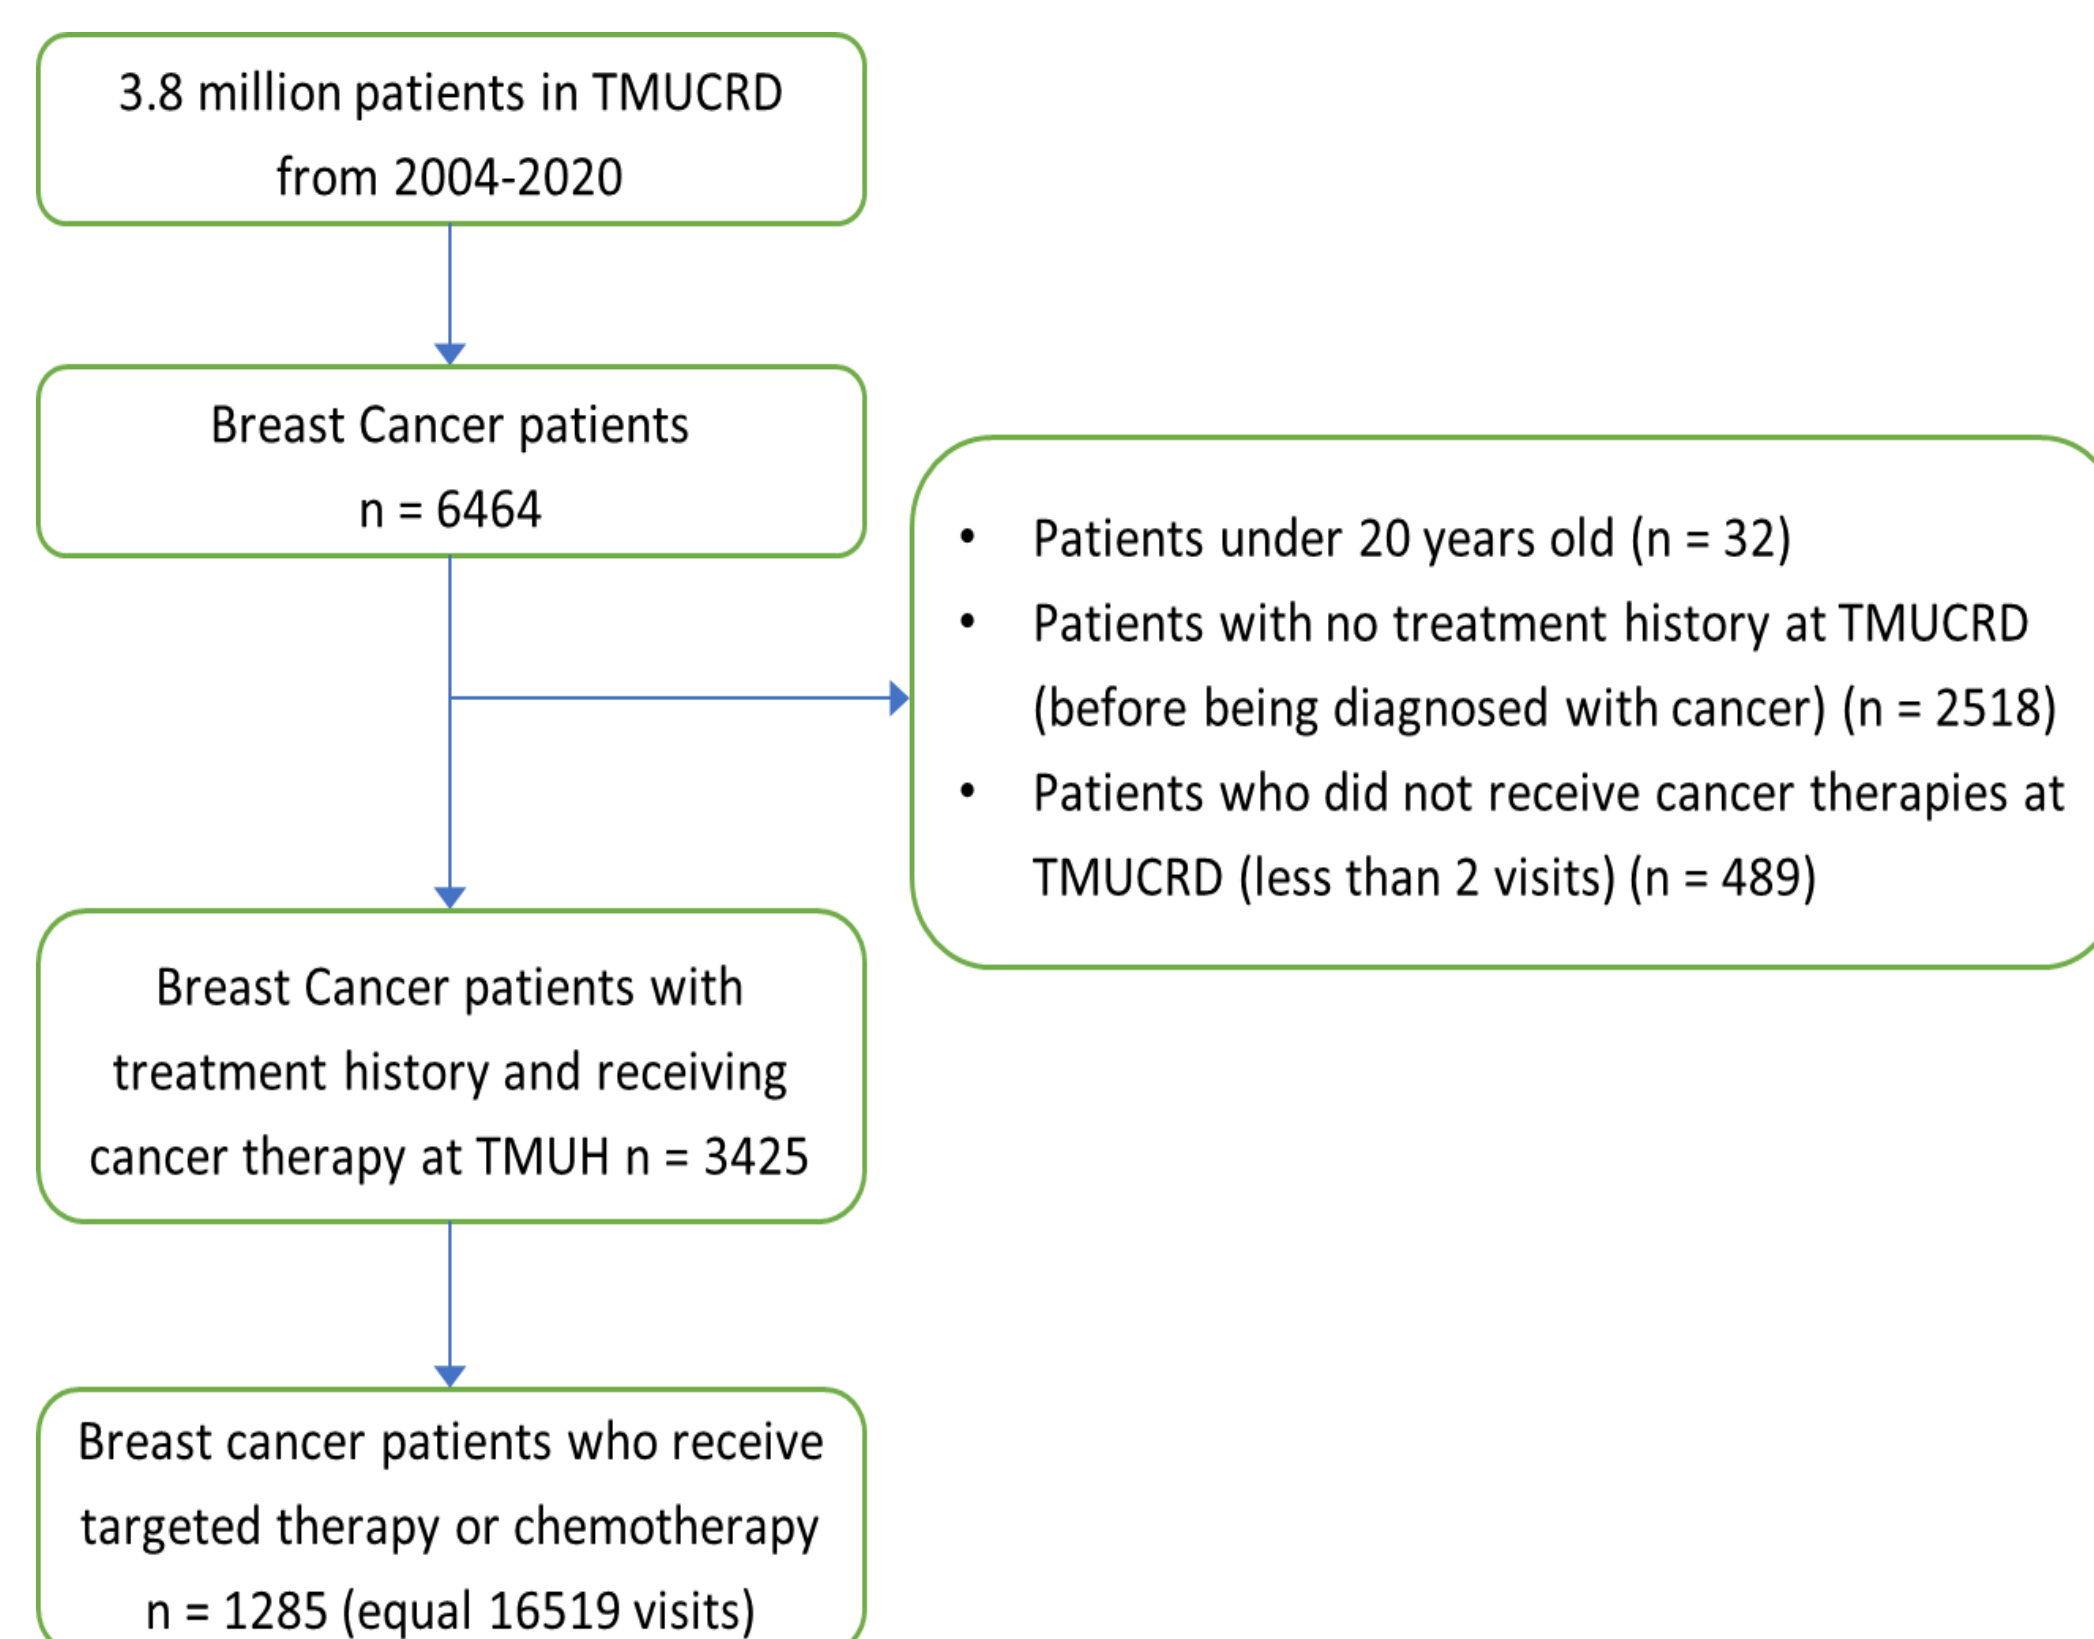 3.8 million patients in TMUCRD
from 2004-2020
Breast Cancer patients
n = 6464
• Patients under 20 years old (n = 32)
• Patients with no treatment history at TMUCRD
(before being diagnosed with cancer) (n = 2518)
• Patients who did not receive cancer therapies at
TMUCRD (less than 2 visits) (n = 489)
Breast Cancer patients with
treatment history and receiving
cancer therapy at TMUH n = 3425
Breast cancer patients who receive
targeted therapy or chemotherapy
n = 1285 (equal 16519 visits)